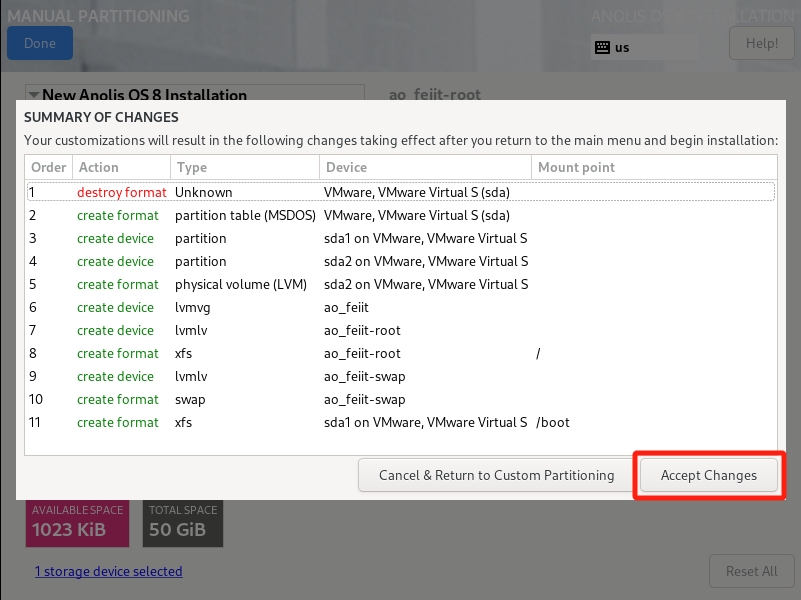 MANUAL PARTITIONING
ANOLIS OS 8 INSTALLATION
Done
us
Help!
New Anolis OS 8 Installation
ao_feiit-root
SUMMARY OF CHANGES
Your customizations will result in the following changes taking effect after you return to the main menu and begin installation:
Order Action Type Device Mount point
1 destroy format Unknown VMware, VMware Virtual S (sda)
2 create format partition table (MSDOS) VMware, VMware Virtual S (sda)
3 create device partition sda1 on VMware, VMware Virtual S
4 create device partition sda2 on VMware, VMware Virtual S
5 create format physical volume (LVM) sda2 on VMware, VMware Virtual S
6 create device lvmvg ao_feiit
7 create device lvmlv ao_feiit-root
8 create format xfs ao_feiit-root /
9 create device lvmlv ao_feiit-swap
10 create format swap ao_feiit-swap
11 create format xfs sda1 on VMware, VMware Virtual S /boot
Cancel & Return to Custom Partitioning
Accept Changes
AVAILABLE SPACE
1023 KiB
TOTAL SPACE
50 GiB
1 storage device selected
Reset All